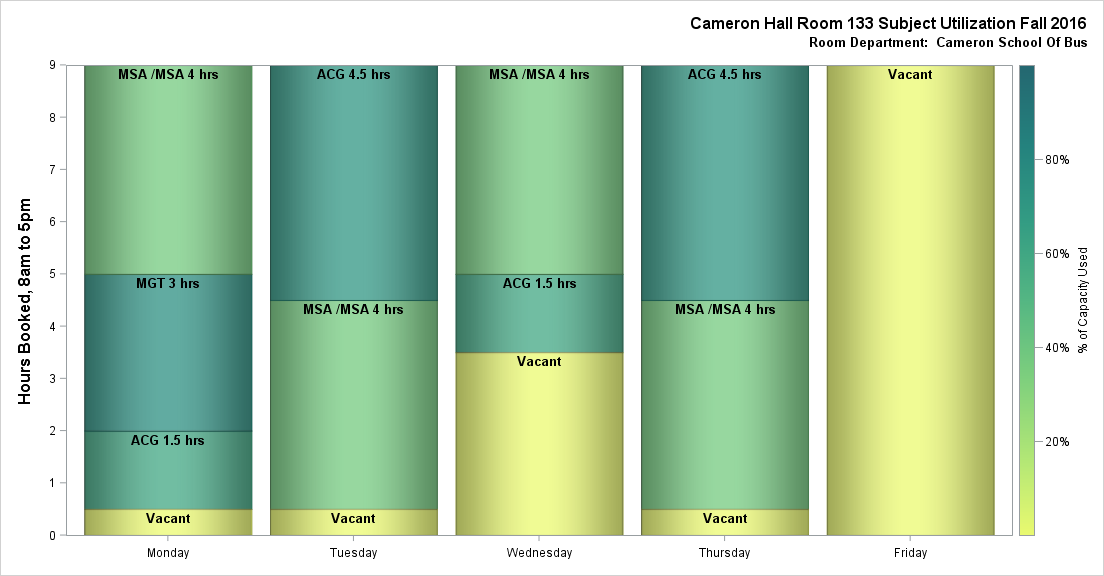 Cameron Hall Room 133 Subject Utilization Fall 2016
Room Department:  Cameron School Of Bus
Hours Booked, 8am to 5pm
9
8
7
6
5
4
3
2
1
0
MSA /MSA 4 hrs
MGT 3 hrs
ACG 1.5 hrs
Vacant
ACG 4.5 hrs
MSA /MSA 4 hrs
Vacant
MSA /MSA 4 hrs
ACG 1.5 hrs
Vacant
ACG 4.5 hrs
MSA /MSA 4 hrs
Vacant
Vacant
Monday
Tuesday
Wednesday
Thursday
Friday
80%
60%
40%
20%
% of Capacity Used